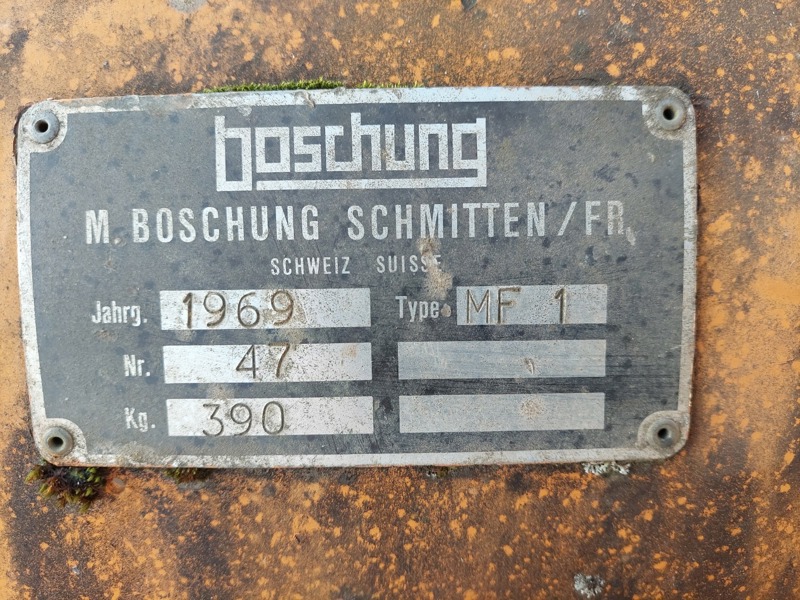 boschung
M. BOSCHUNG SCHMITTEN/FR.
SCHWEIZ SUISSE
Jahrg. 1969 Type MF 1
Nr. 47
Kg. 390